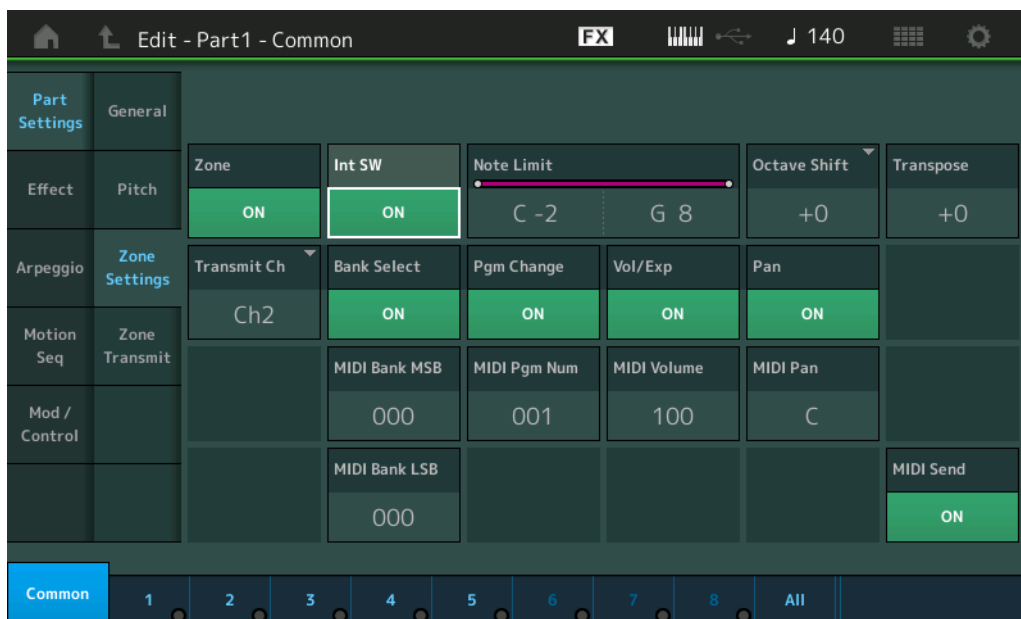 Edit - Part1 - Common FX ♩ 140
Part Settings
General
Effect
Pitch
Arpeggio
Zone Settings
Motion Seq
Zone Transmit
Mod / Control
Zone
ON
Int SW
ON
Note Limit
C -2 G 8
Octave Shift
+0
Transpose
+0
Transmit Ch
Ch2
Bank Select
ON
Pgm Change
ON
Vol/Exp
ON
Pan
ON
MIDI Bank MSB
000
MIDI Pgm Num
001
MIDI Volume
100
MIDI Pan
C
MIDI Bank LSB
000
MIDI Send
ON
Common 1 2 3 4 5 6 7 8 All